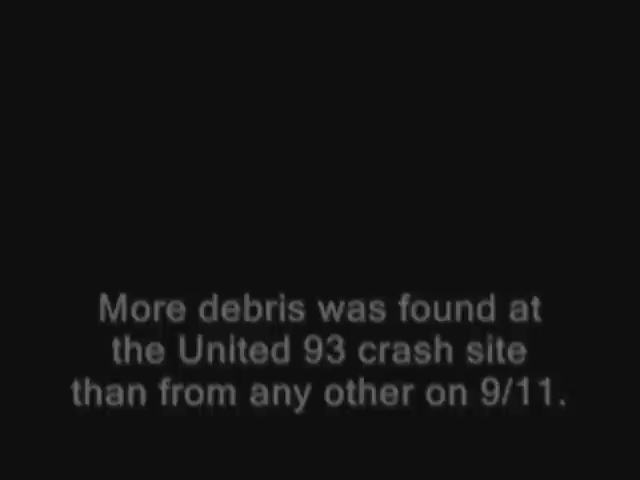 More debris was found at
the United 93 crash site
than from any other on 9/11.